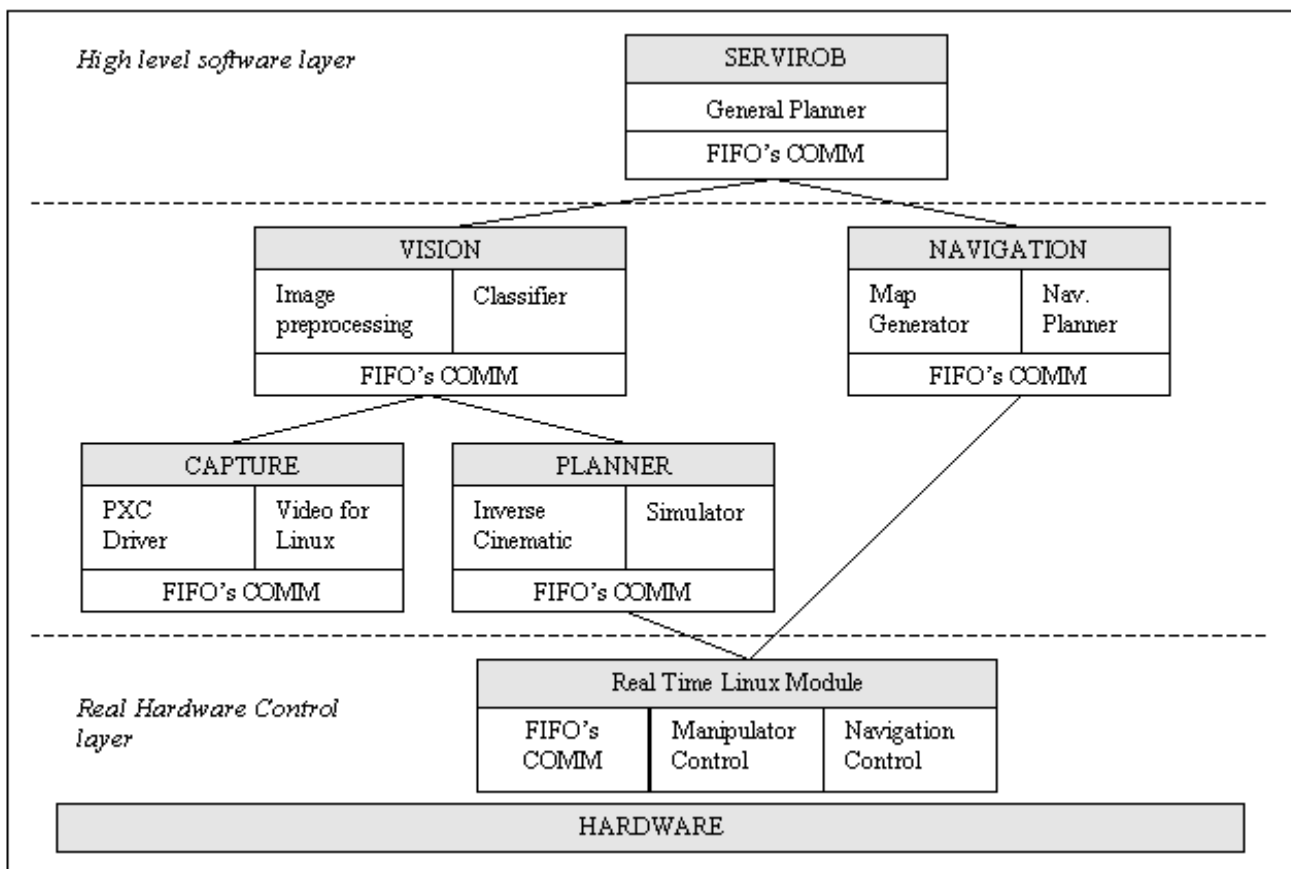 High level software layer
SERVIROB
General Planner
FIFO's COMM
VISION
Image
preprocessing
Classifier
FIFO's COMM
NAVIGATION
Map
Generator
Nav.
Planner
FIFO's COMM
CAPTURE
PXC
Driver
Video for
Linux
FIFO's COMM
PLANNER
Inverse
Cinematic
Simulator
FIFO's COMM
Real Hardware Control
layer
Real Time Linux Module
FIFO's
COMM
Manipulator
Control
Navigation
Control
HARDWARE